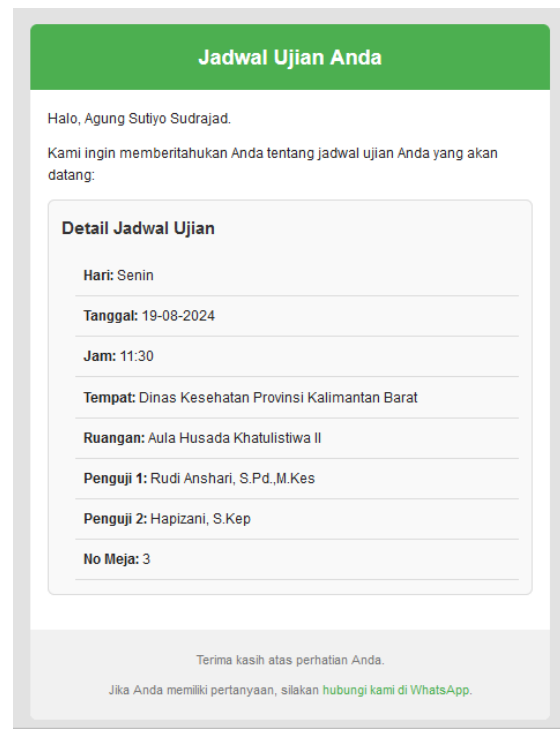 Jadwal Ujian Anda
Halo, Agung Sutiyo Sudrajad.
Kami ingin memberitahukan Anda tentang jadwal ujian Anda yang akan
datang:
Detail Jadwal Ujian
Hari: Senin
Tanggal: 19-08-2024
Jam: 11:30
Tempat: Dinas Kesehatan Provinsi Kalimantan Barat
Ruangan: Aula Husada Khatulistiwa II
Penguji 1: Rudi Anshari, S.Pd.,M.Kes
Penguji 2: Hapizani, S.Kep
No Meja: 3
Terima kasih atas perhatian Anda.
Jika Anda memiliki pertanyaan, silakan hubungi kami di WhatsApp.